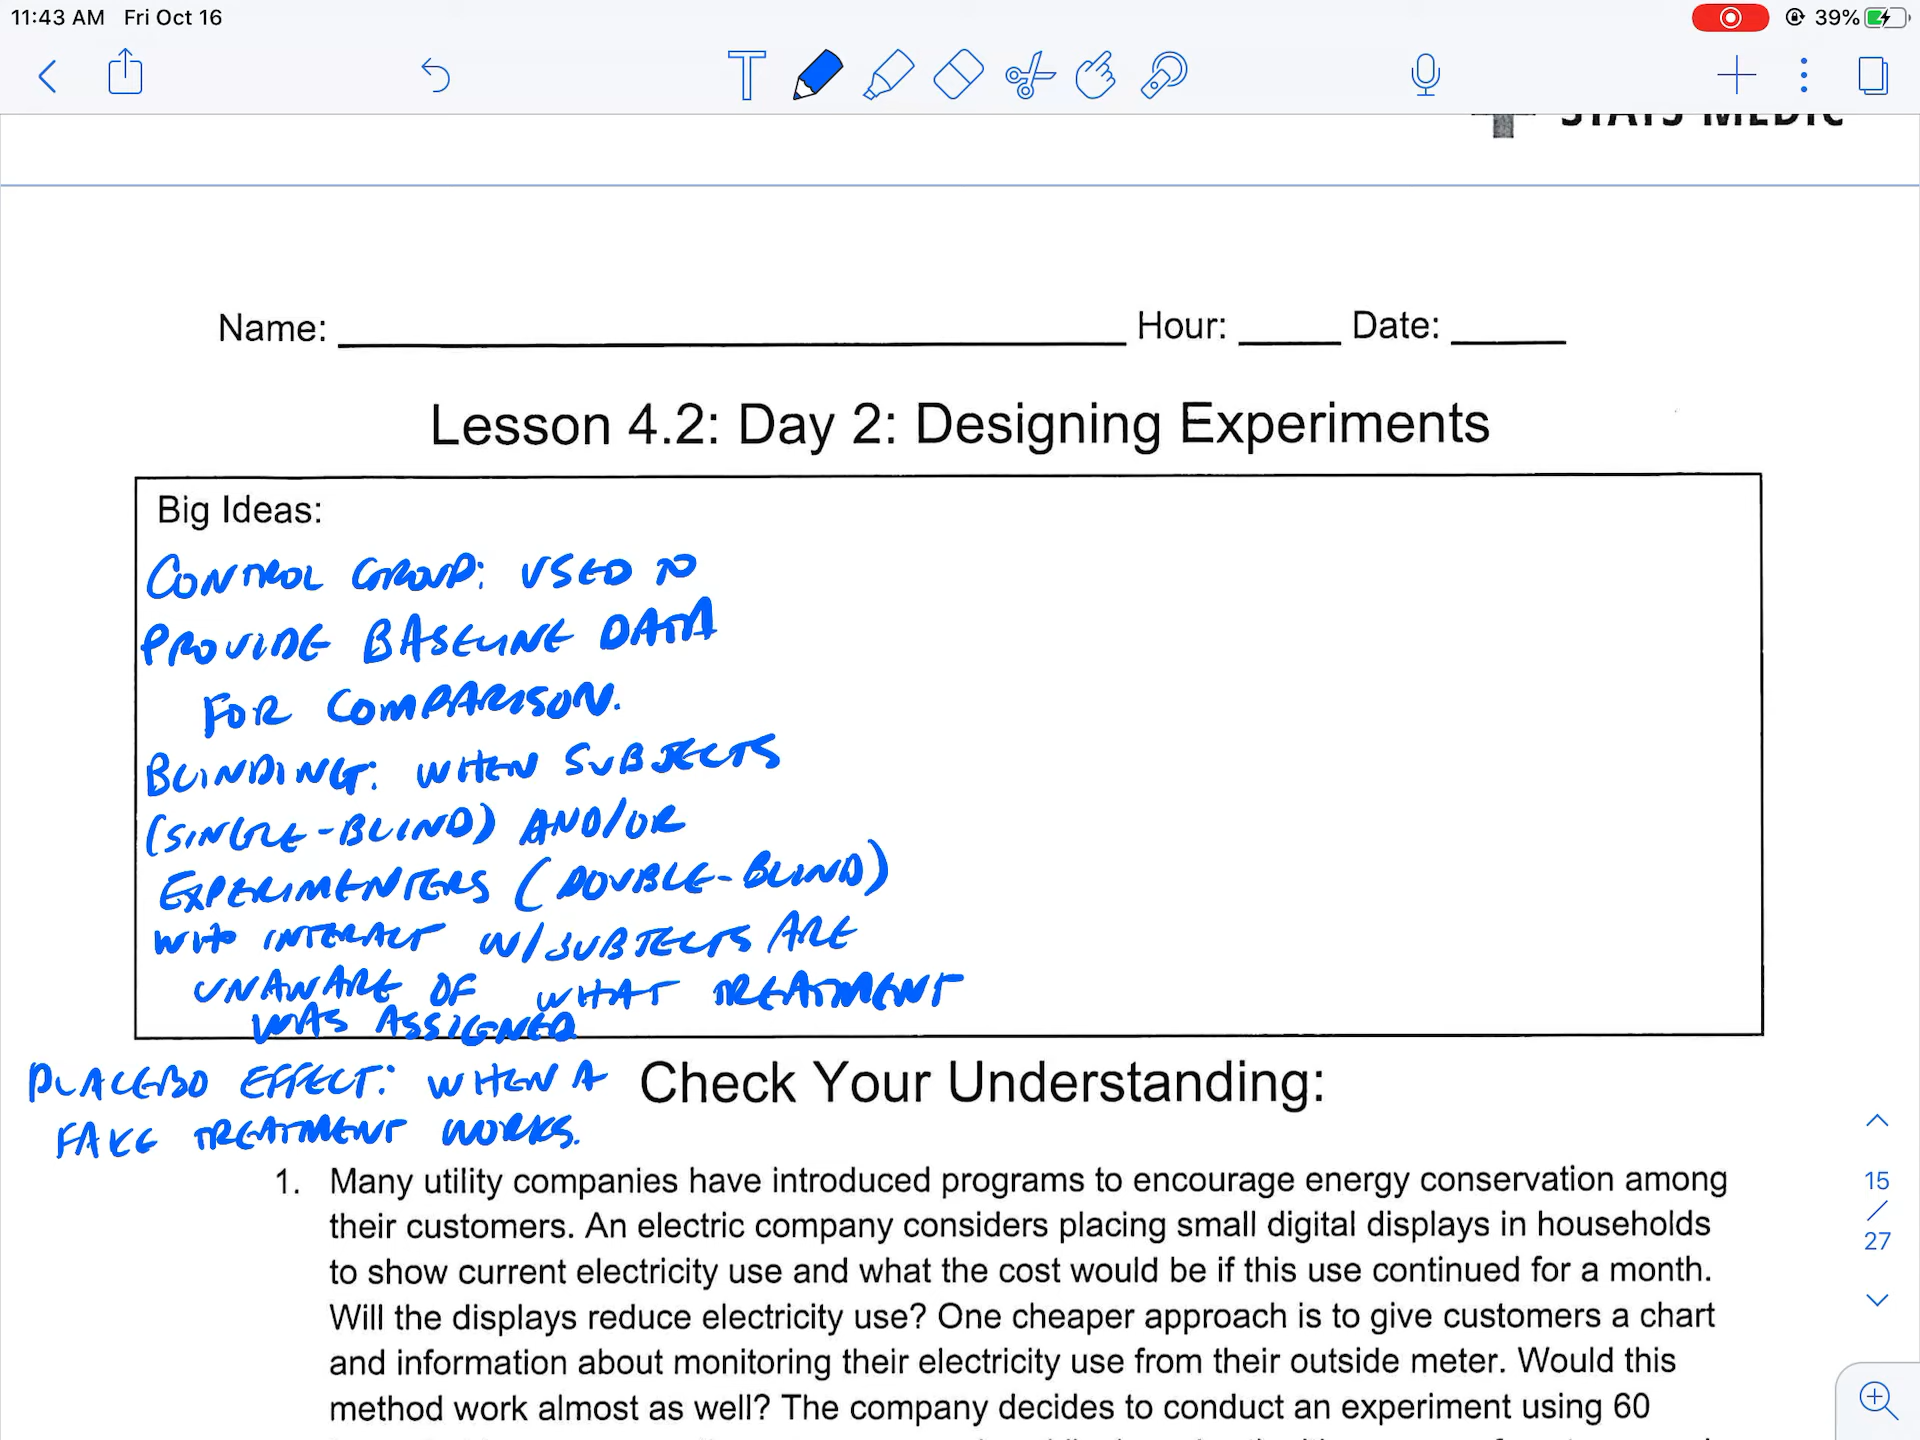 11:43 AM Fri Oct 16
39%
T
STATS MEDIC
Name: Hour: Date:
Lesson 4.2: Day 2: Designing Experiments
Big Ideas:
CONTROL GROUP: USED TO
PROVIDE BASELINE DATA
FOR COMPARISON.
BLINDING: WHEN SUBJECTS
(SINGLE-BLIND) AND/OR
EXPERIMENTERS (DOUBLE-BLIND)
WHO INTERACT W/SUBJECTS ARE
UNAWARE OF WHAT TREATMENT
WAS ASSIGNED
PLACEBO EFFECT: WHEN A
FAKE TREATMENT WORKS.
Check Your Understanding:
1. Many utility companies have introduced programs to encourage energy conservation among
their customers. An electric company considers placing small digital displays in households
to show current electricity use and what the cost would be if this use continued for a month.
Will the displays reduce electricity use? One cheaper approach is to give customers a chart
and information about monitoring their electricity use from their outside meter. Would this
method work almost as well? The company decides to conduct an experiment using 60
15
/
27